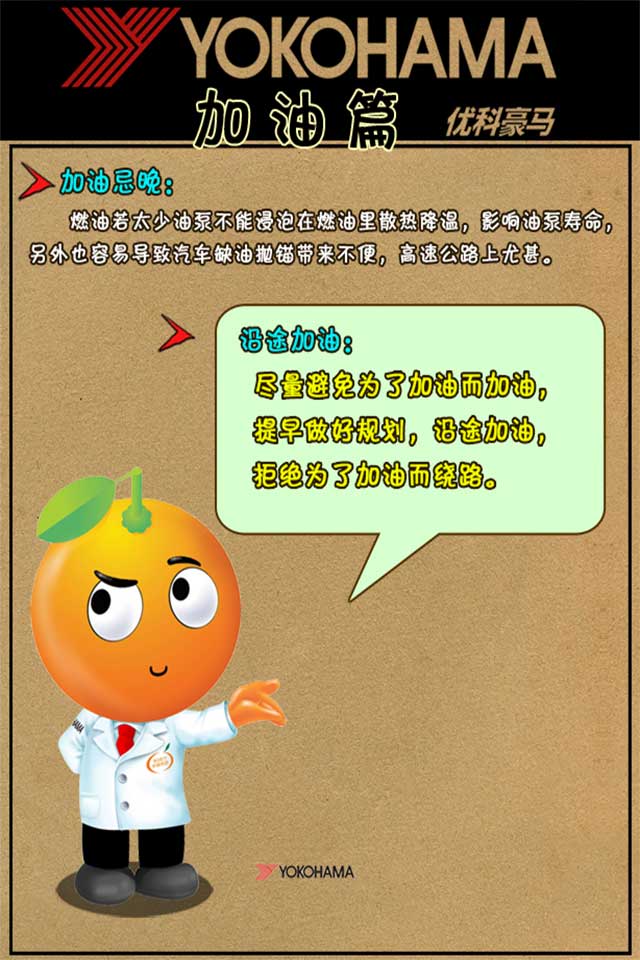 YOKOHAMA
加油篇
优科豪马
加油忌晚：
燃油若太少油泵不能浸泡在燃油里散热降温，影响油泵寿命，
另外也容易导致汽车缺油抛锚带来不便，高速公路上尤甚。
沿途加油：
尽量避免为了加油而加油，
提早做好规划，沿途加油，
拒绝为了加油而绕路。
YOKOHAMA